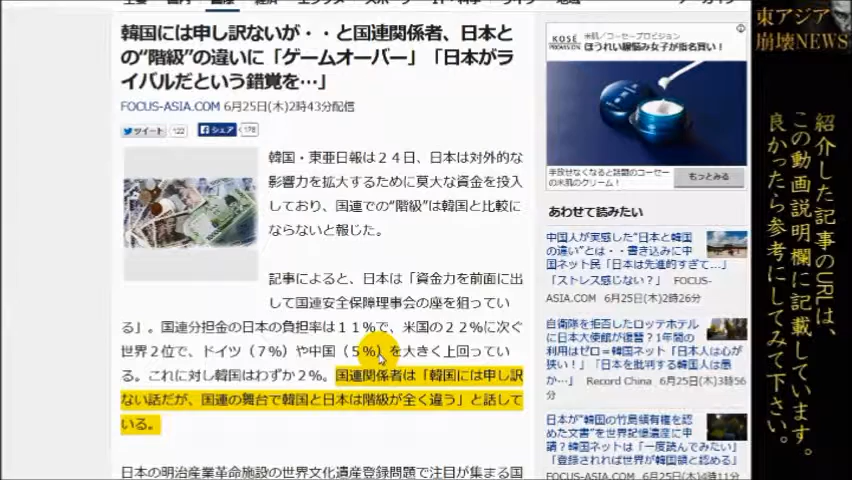 韓国には申し訳ないが・・と国連関係者、日本と
の“階級”の違いに「ゲームオーバー」「日本がラ
イバルだという錯覚を…」
FOCUS-ASIA.COM 6月25日(木)2時43分配信
ツイート 122 シェア 178
韓国・東亜日報は２４日、日本は対外的な
影響力を拡大するために莫大な資金を投入
しており、国連での“階級”は韓国と比較に
ならないと報じた。
記事によると、日本は「資金力を前面に出
して国連安全保障理事会の座を狙ってい
る」。国連分担金の日本の負担率は１１％で、米国の２２％に次ぐ
世界２位で、ドイツ（７％）や中国（５％）を大きく上回ってい
る。これに対し韓国はわずか２％。国連関係者は「韓国には申し訳
ない話だが、国連の舞台で韓国と日本は階級が全く違う」と話して
いる。
日本の明治産業革命施設の世界文化遺産登録問題で注目が集まる国
KOSÉ
PROVISION
米肌／コーセープロビジョン
ほうれい線悩み女子が指名買い！
手放せなくなると話題のコーセー
の米肌のクリーム！
もっとみる
あわせて読みたい
中国人が実感した“日本と韓国
の違い”とは・・書き込みに中
国ネット民「日本は先進的すぎて…」
「ストレス感じない？」 FOCUS-
ASIA.COM 6月25日(木)2時26分
自衛隊を拒否したロッテホテル
に日本大使館が復讐？1年間の
利用はゼロ＝韓国ネット「日本人は心が
狭い！」「日本を批判する韓国人は愚
か…」 Record China 6月25日(木)3時56
分
日本が“韓国の竹島領有権を認
めた文書”を世界記憶遺産に申
請？韓国ネットは「一度読んでみたい」
「登録されれば世界が韓国領と認める」
FOCUS-ASIA.COM 6月25日(木)4時11分
東アジア
崩壊NEWS
紹介した記事のURLは、
この動画説明欄に記載しています。
良かったら参考にしてみて下さい。